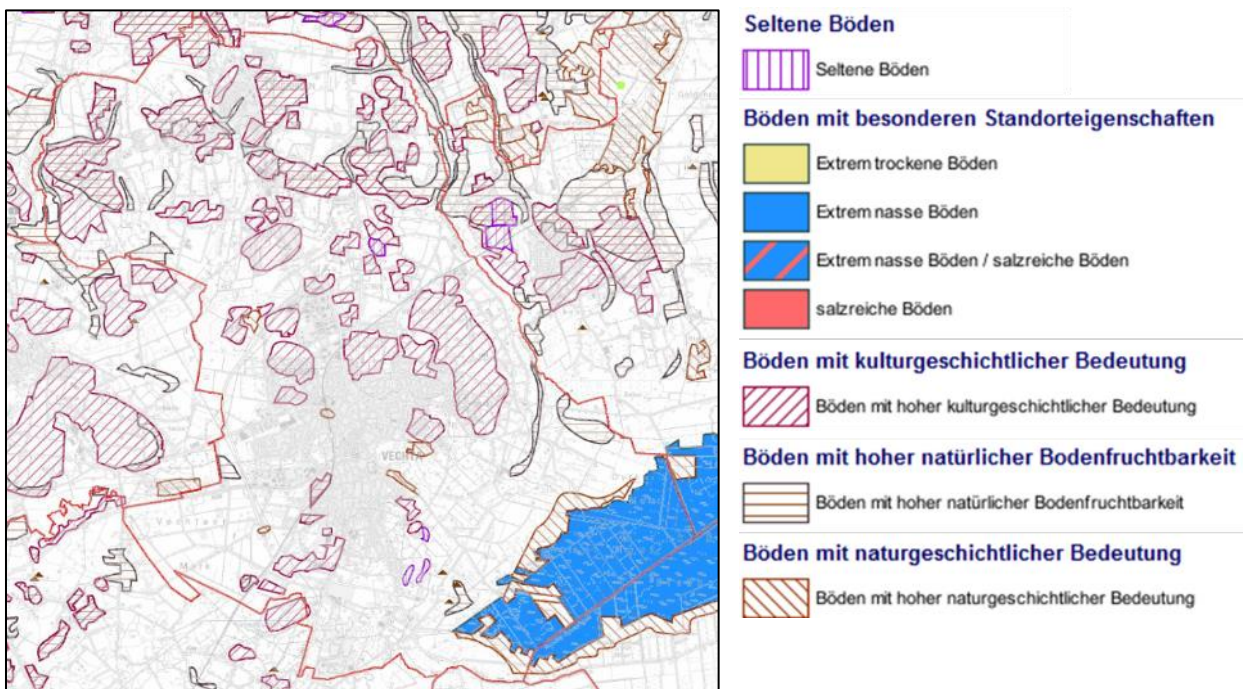 VECHTA
Seltene Böden
Seltene Böden
Böden mit besonderen Standorteigenschaften
Extrem trockene Böden
Extrem nasse Böden
Extrem nasse Böden / salzreiche Böden
salzreiche Böden
Böden mit kulturgeschichtlicher Bedeutung
Böden mit hoher kulturgeschichtlicher Bedeutung
Böden mit hoher natürlicher Bodenfruchtbarkeit
Böden mit hoher natürlicher Bodenfruchtbarkeit
Böden mit naturgeschichtlicher Bedeutung
Böden mit hoher naturgeschichtlicher Bedeutung